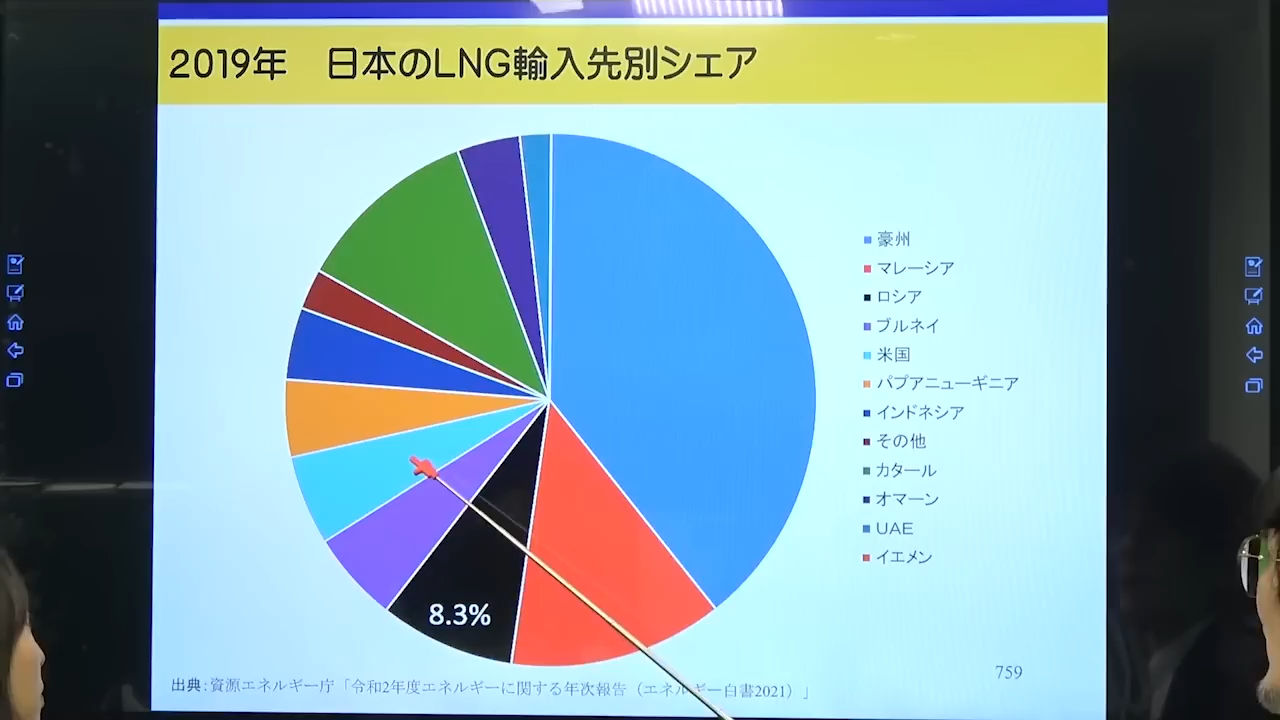 2019年 日本のLNG輸入先別シェア
豪州
マレーシア
ロシア
ブルネイ
米国
パプアニューギニア
インドネシア
その他
カタール
オマーン
UAE
イエメン
8.3%
759
出典:資源エネルギー庁「令和2年度エネルギーに関する年次報告（エネルギー白書2021）」